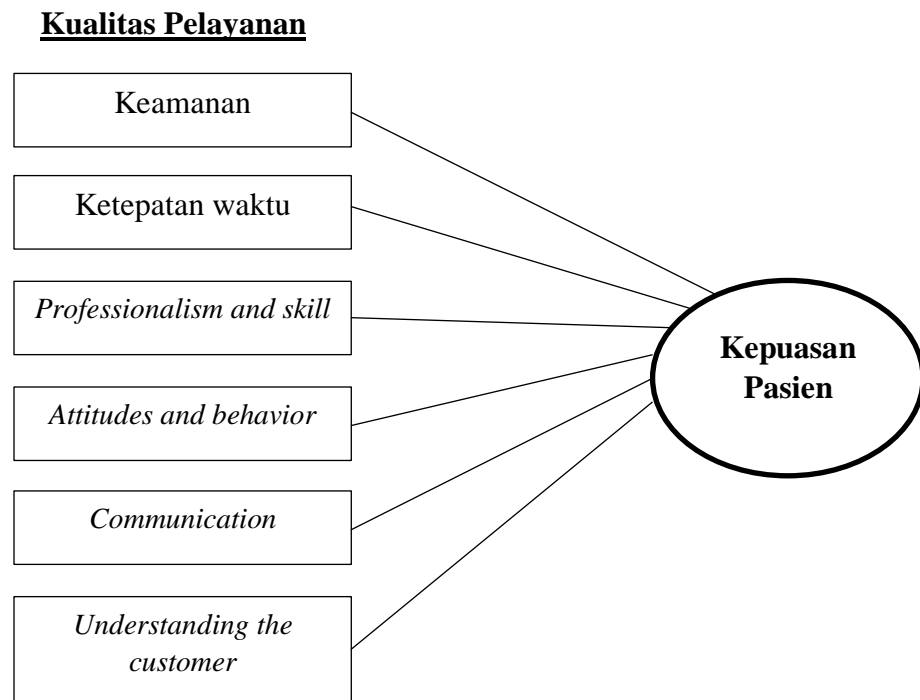 Kualitas Pelayanan
Keamanan
Ketepatan waktu
Professionalism and skill
Attitudes and behavior
Communication
Understanding the
customer
Kepuasan
Pasien